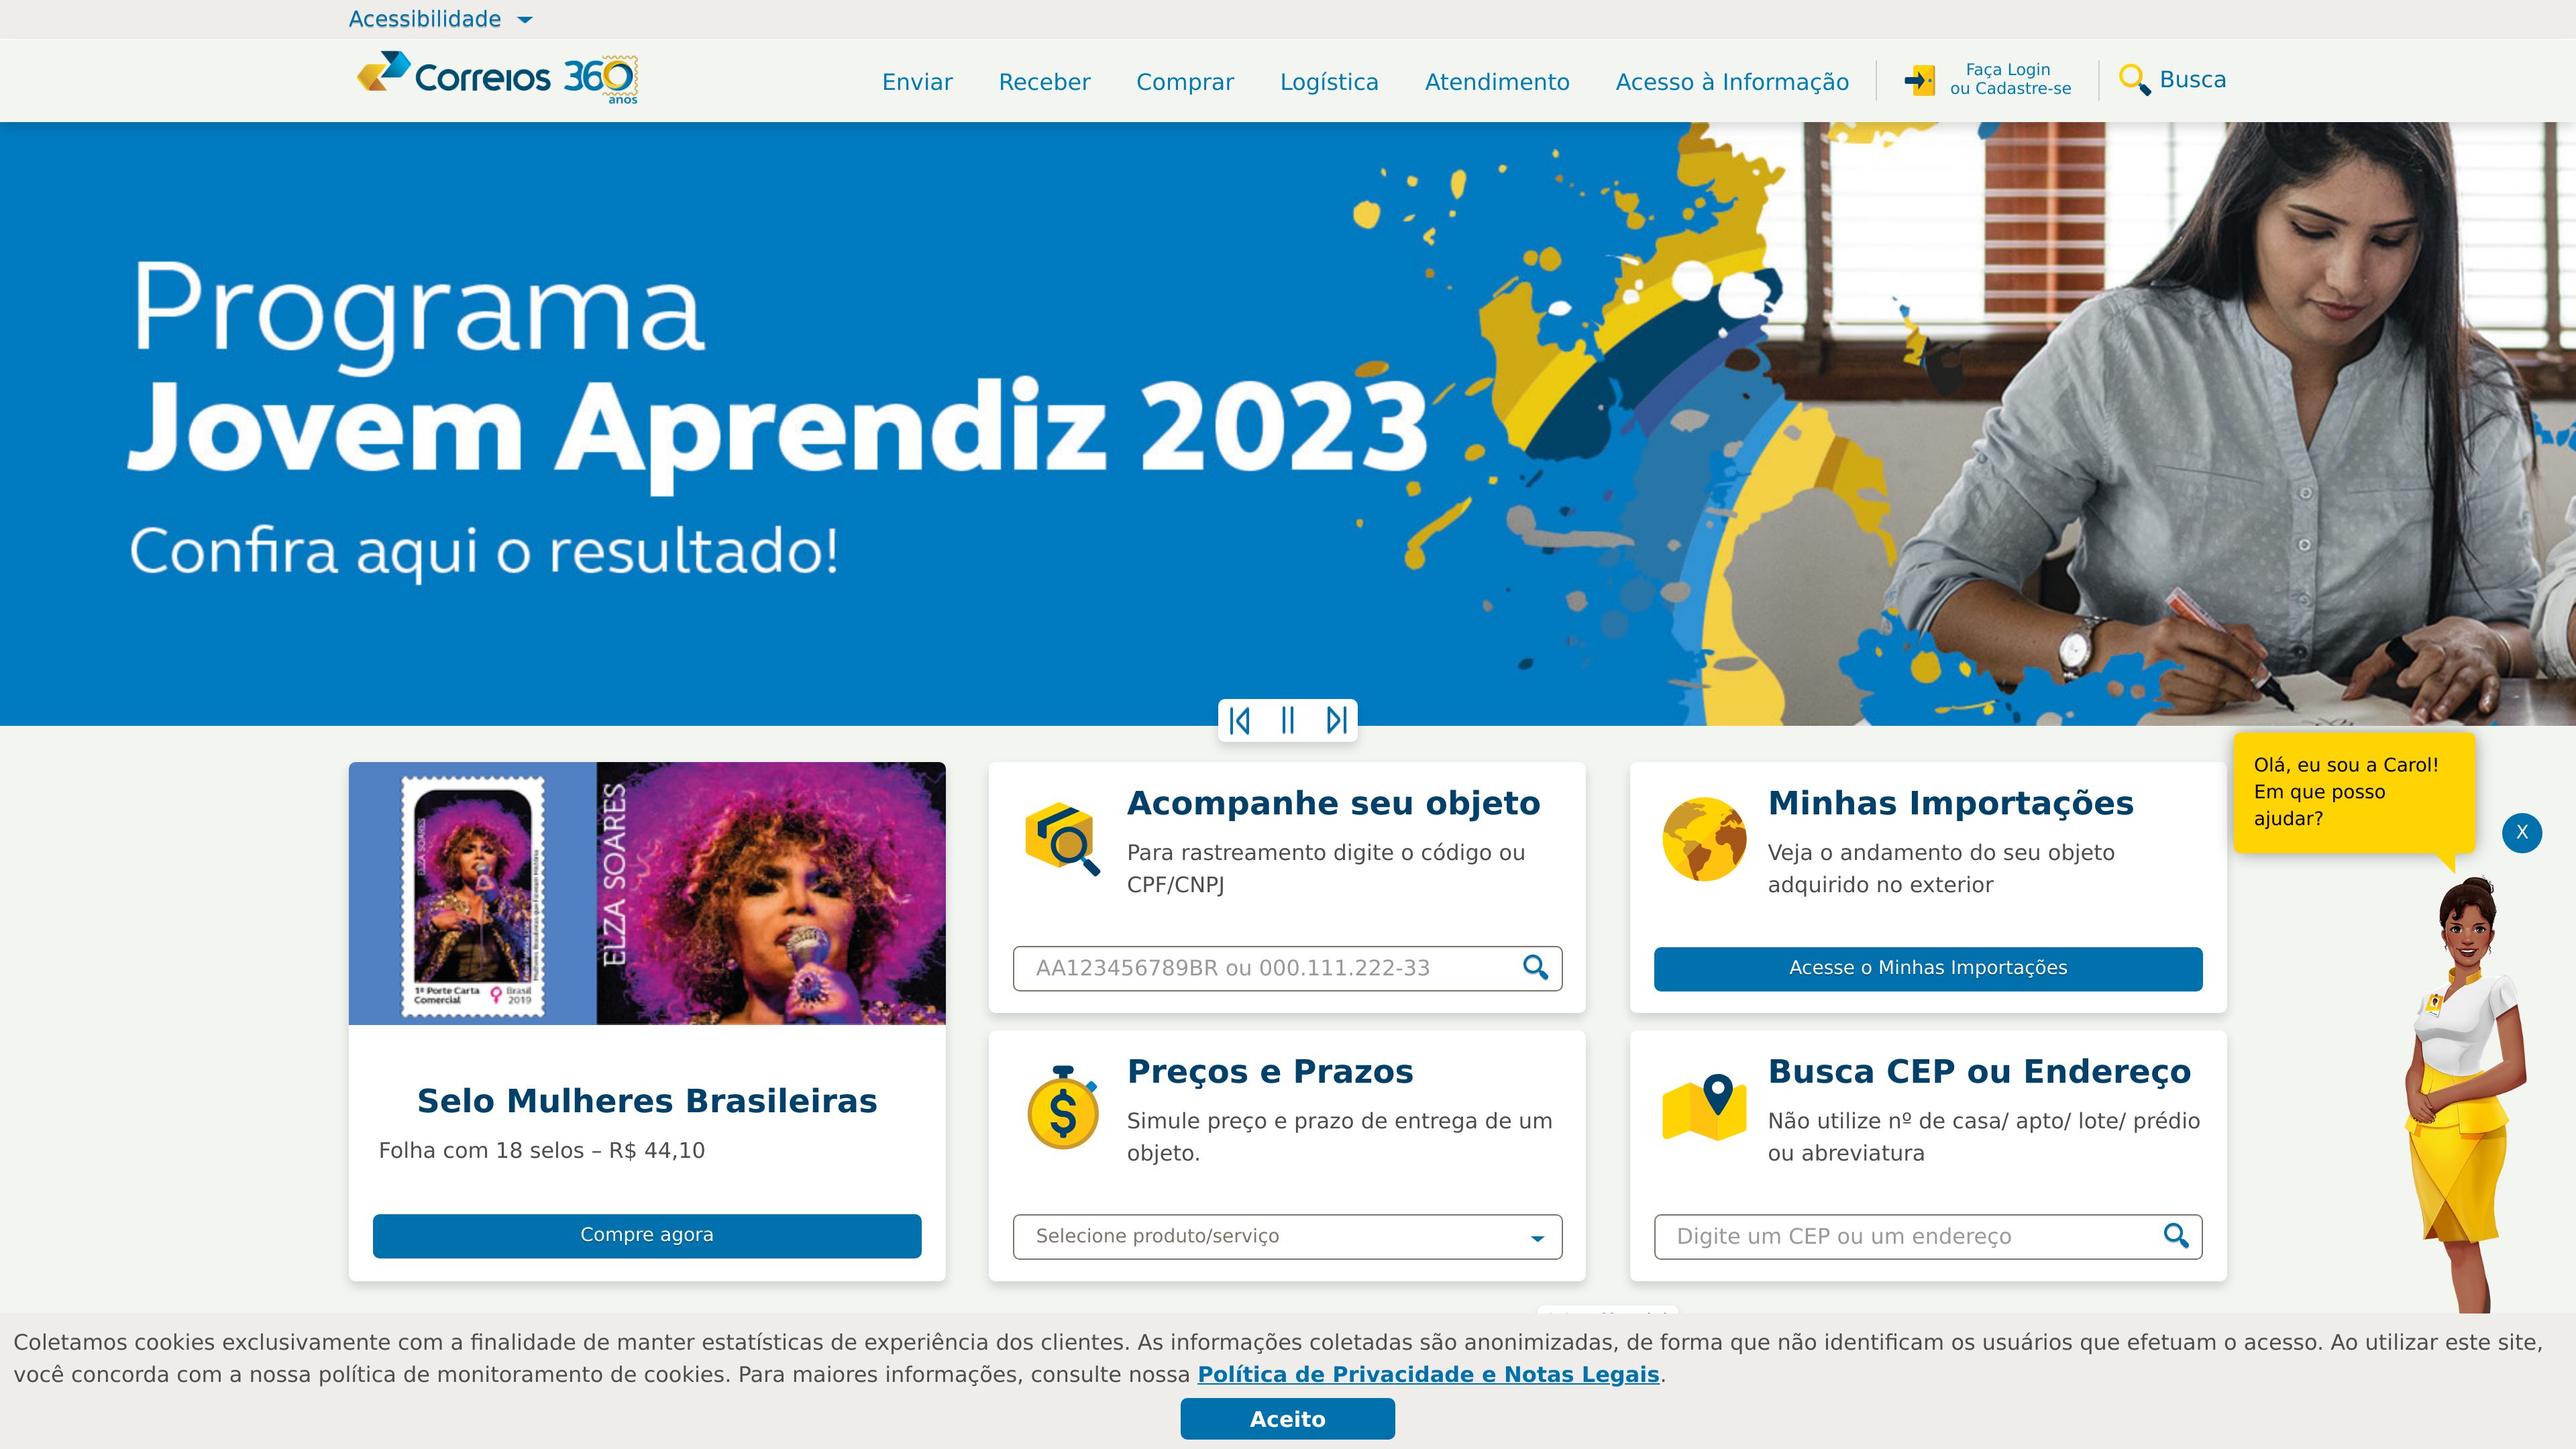 Acessibilidade
Correios 360 anos
Enviar Receber Comprar Logística Atendimento Acesso à Informação
Faça Login
ou Cadastre-se
Busca
Programa
Jovem Aprendiz 2023
Confira aqui o resultado!
ELZA SOARES
ELZA SOARES
1º Porte Carta
Comercial
Brasil
2019
Selo Mulheres Brasileiras
Folha com 18 selos – R$ 44,10
Compre agora
Acompanhe seu objeto
Para rastreamento digite o código ou
CPF/CNPJ
AA123456789BR ou 000.111.222-33
Minhas Importações
Veja o andamento do seu objeto
adquirido no exterior
Acesse o Minhas Importações
Preços e Prazos
Simule preço e prazo de entrega de um
objeto.
Selecione produto/serviço
Busca CEP ou Endereço
Não utilize nº de casa/ apto/ lote/ prédio
ou abreviatura
Digite um CEP ou um endereço
Olá, eu sou a Carol!
Em que posso
ajudar?
X
Coletamos cookies exclusivamente com a finalidade de manter estatísticas de experiência dos clientes. As informações coletadas são anonimizadas, de forma que não identificam os usuários que efetuam o acesso. Ao utilizar este site,
você concorda com a nossa política de monitoramento de cookies. Para maiores informações, consulte nossa Política de Privacidade e Notas Legais.
Aceito